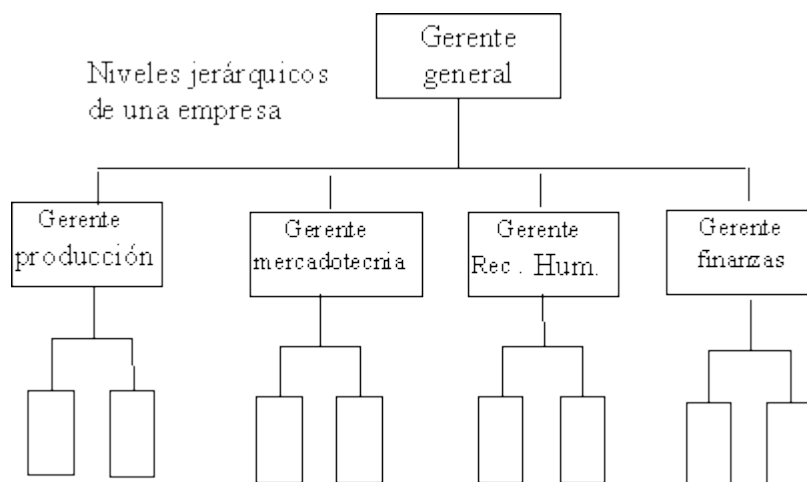 Gerente
general
Niveles jerárquicos
de una empresa
Gerente
producción
Gerente
mercadotecnia
Gerente
Rec . Hum.
Gerente
finanzas